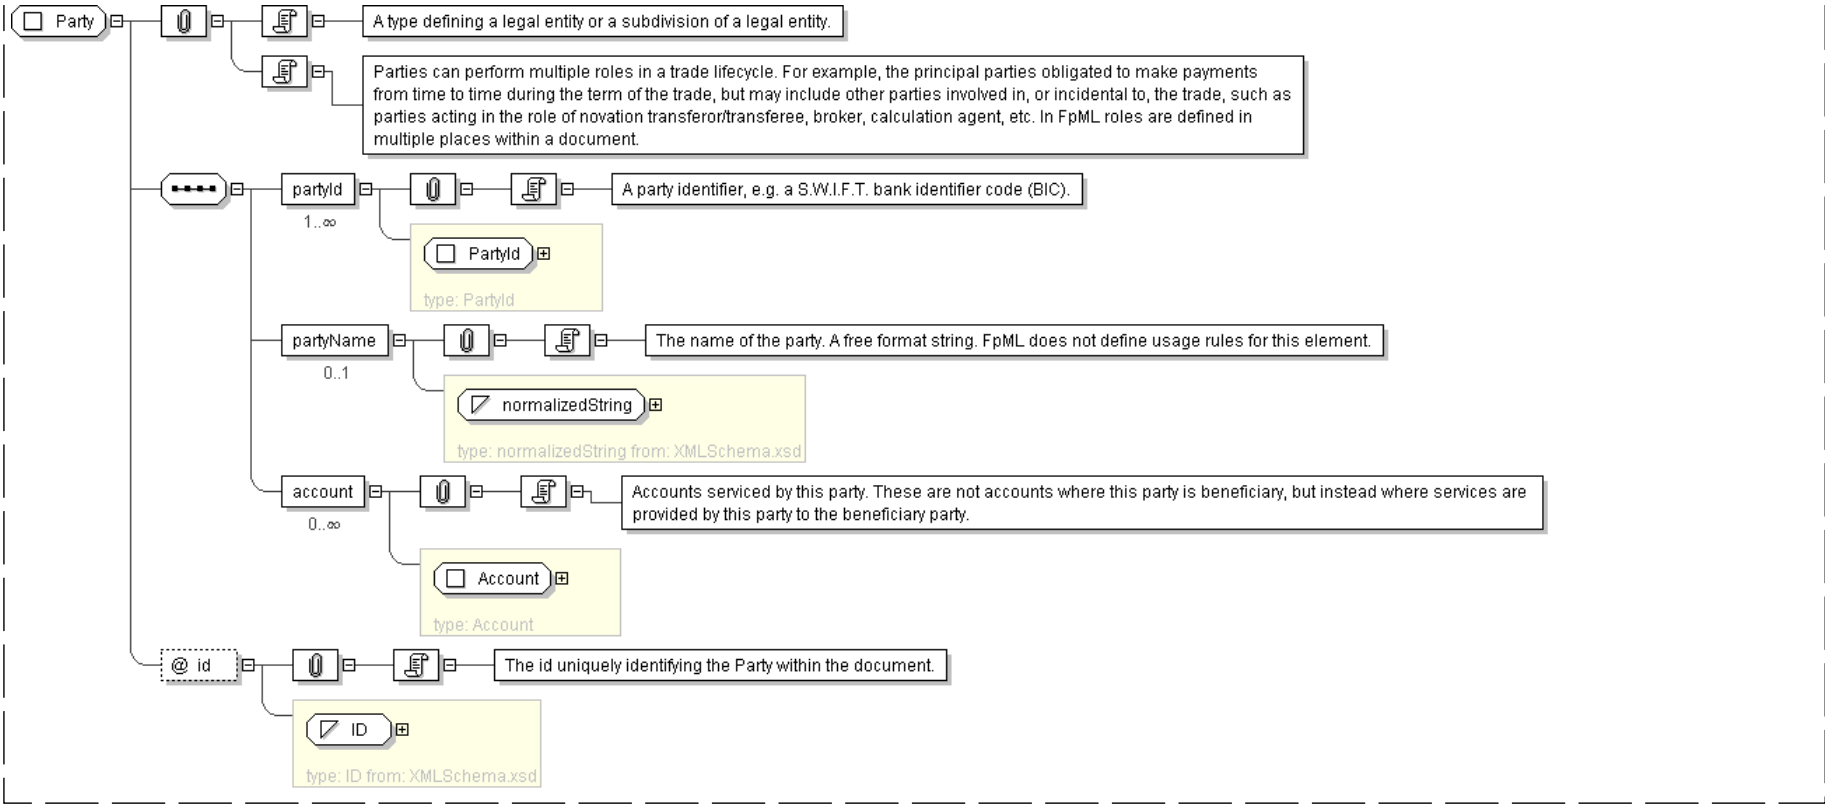 Party
A type defining a legal entity or a subdivision of a legal entity.
Parties can perform multiple roles in a trade lifecycle. For example, the principal parties obligated to make payments
from time to time during the term of the trade, but may include other parties involved in, or incidental to, the trade, such as
parties acting in the role of novation transferor/transferee, broker, calculation agent, etc. In FpML roles are defined in
multiple places within a document.
partyId
A party identifier, e.g. a S.W.I.F.T. bank identifier code (BIC).
1..∞
PartyId
type: PartyId
partyName
The name of the party. A free format string. FpML does not define usage rules for this element.
0..1
normalizedString
type: normalizedString from: XMLSchema.xsd
account
Accounts serviced by this party. These are not accounts where this party is beneficiary, but instead where services are
provided by this party to the beneficiary party.
0..∞
Account
type: Account
@ id
The id uniquely identifying the Party within the document.
ID
type: ID from: XMLSchema.xsd